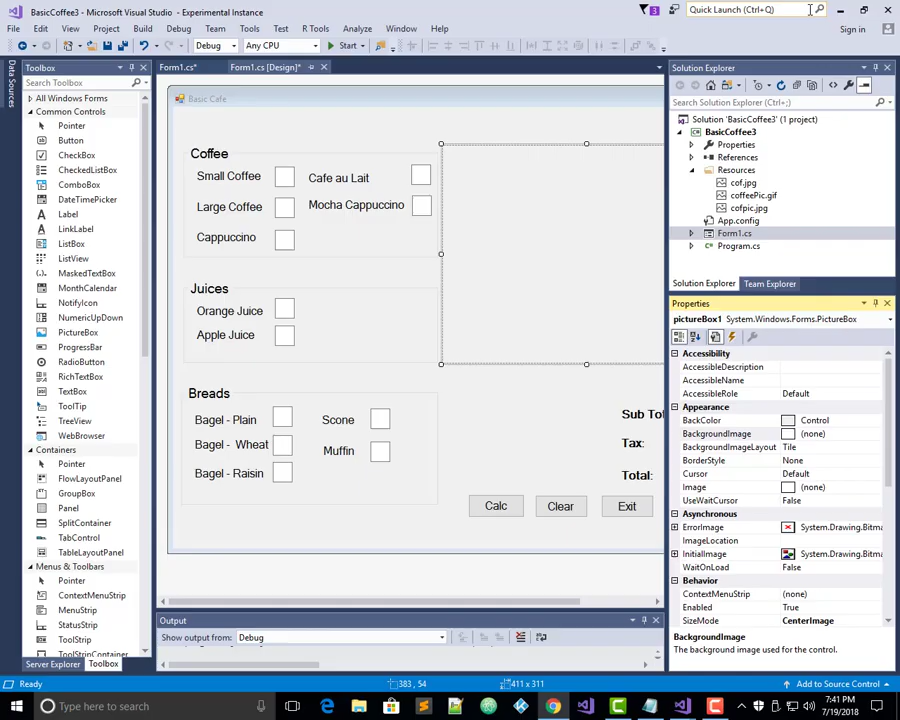 BasicCoffee3 - Microsoft Visual Studio - Experimental Instance
3
Quick Launch (Ctrl+Q)
File Edit View Project Build Debug Team Tools R Tools Analyze Window Help
Sign in
Debug Any CPU Start
Data Sources
Toolbox
Search Toolbox
All Windows Forms
Common Controls
Pointer
Button
CheckBox
CheckedListBox
ComboBox
DateTimePicker
Label
LinkLabel
ListBox
ListView
MaskedTextBox
MonthCalendar
NotifyIcon
NumericUpDown
PictureBox
ProgressBar
RadioButton
RichTextBox
TextBox
ToolTip
TreeView
WebBrowser
Containers
Pointer
FlowLayoutPanel
GroupBox
Panel
SplitContainer
TabControl
TableLayoutPanel
Menus & Toolbars
Pointer
ContextMenuStrip
MenuStrip
StatusStrip
ToolStrip
ToolStripContainer
Server Explorer Toolbox
Form1.cs* Form1.cs [Design]*
Basic Cafe
Coffee
Small Coffee Cafe au Lait
Large Coffee Mocha Cappuccino
Cappuccino
Juices
Orange Juice
Apple Juice
Breads
Bagel - Plain Scone
Bagel - Wheat Muffin
Bagel - Raisin
Sub Tot
Tax:
Total:
Calc Clear Exit
Output
Show output from: Debug
Solution Explorer
Search Solution Explorer (Ctrl+;)
Solution 'BasicCoffee3' (1 project)
BasicCoffee3
Properties
References
Resources
cof.jpg
coffeePic.gif
cofpic.jpg
App.config
Form1.cs
Program.cs
Solution Explorer Team Explorer
Properties
pictureBox1 System.Windows.Forms.PictureBox
Accessibility
AccessibleDescription
AccessibleName
AccessibleRole Default
Appearance
BackColor Control
BackgroundImage (none)
BackgroundImageLayout Tile
BorderStyle None
Cursor Default
Image (none)
UseWaitCursor False
Asynchronous
ErrorImage System.Drawing.Bitma
ImageLocation
InitialImage System.Drawing.Bitma
WaitOnLoad False
Behavior
ContextMenuStrip (none)
Enabled True
SizeMode CenterImage
BackgroundImage
The background image used for the control.
Ready 383 , 54 411 x 311 Add to Source Control
Type here to search
7:41 PM
7/19/2018